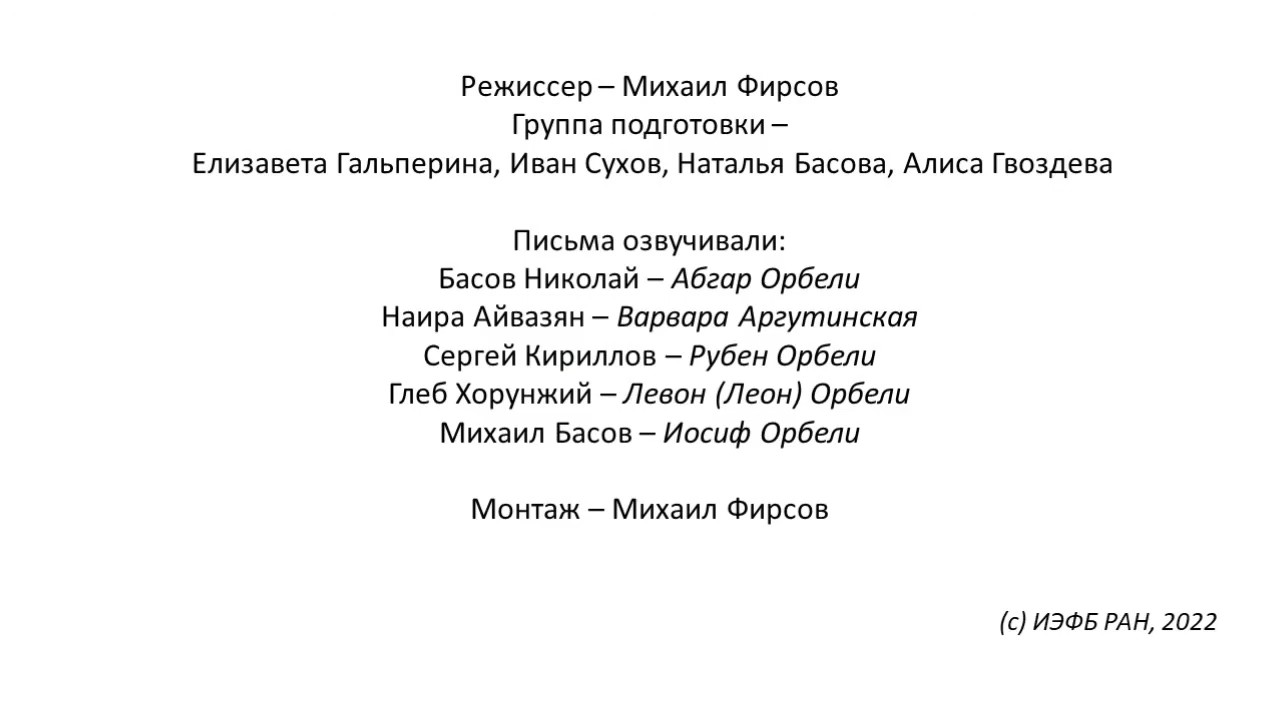 Режиссер – Михаил Фирсов
Группа подготовки –
Елизавета Гальперина, Иван Сухов, Наталья Басова, Алиса Гвоздева
Письма озвучивали:
Басов Николай – Абгар Орбели
Наира Айвазян – Варвара Аргутинская
Сергей Кириллов – Рубен Орбели
Глеб Хорунжий – Левон (Леон) Орбели
Михаил Басов – Иосиф Орбели
Монтаж – Михаил Фирсов
(с) ИЭФБ РАН, 2022